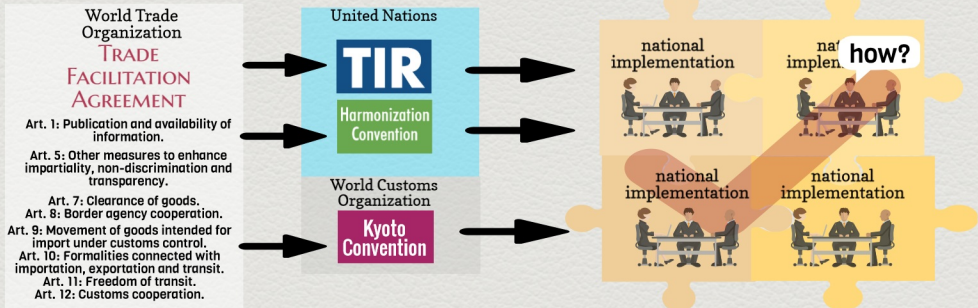 World Trade
Organization
TRADE
FACILITATION
AGREEMENT
Art. 1: Publication and availability of
information.
Art. 5: Other measures to enhance
impartiality, non-discrimination and
transparency.
Art. 7: Clearance of goods.
Art. 8: Border agency cooperation.
Art. 9: Movement of goods intended for
import under customs control.
Art. 10: Formalities connected with
importation, exportation and transit.
Art. 11: Freedom of transit.
Art. 12: Customs cooperation.
United Nations
TIR
Harmonization
Convention
World Customs
Organization
Kyoto
Convention
national
implementation
how?
national
implementation
national
implementation